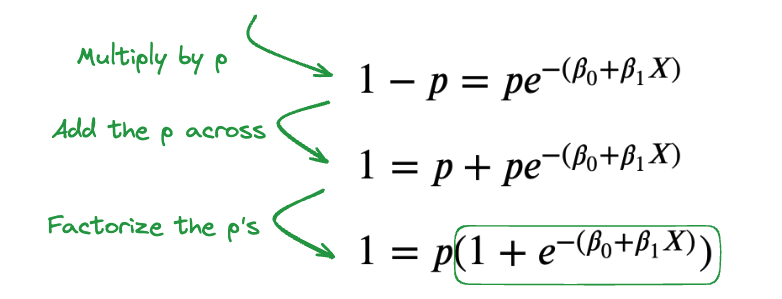 Multiply by p
1 − p = pe^{−(β₀+β₁X)}
Add the p across
1 = p + pe^{−(β₀+β₁X)}
Factorize the p's
1 = p(1 + e^{−(β₀+β₁X)})